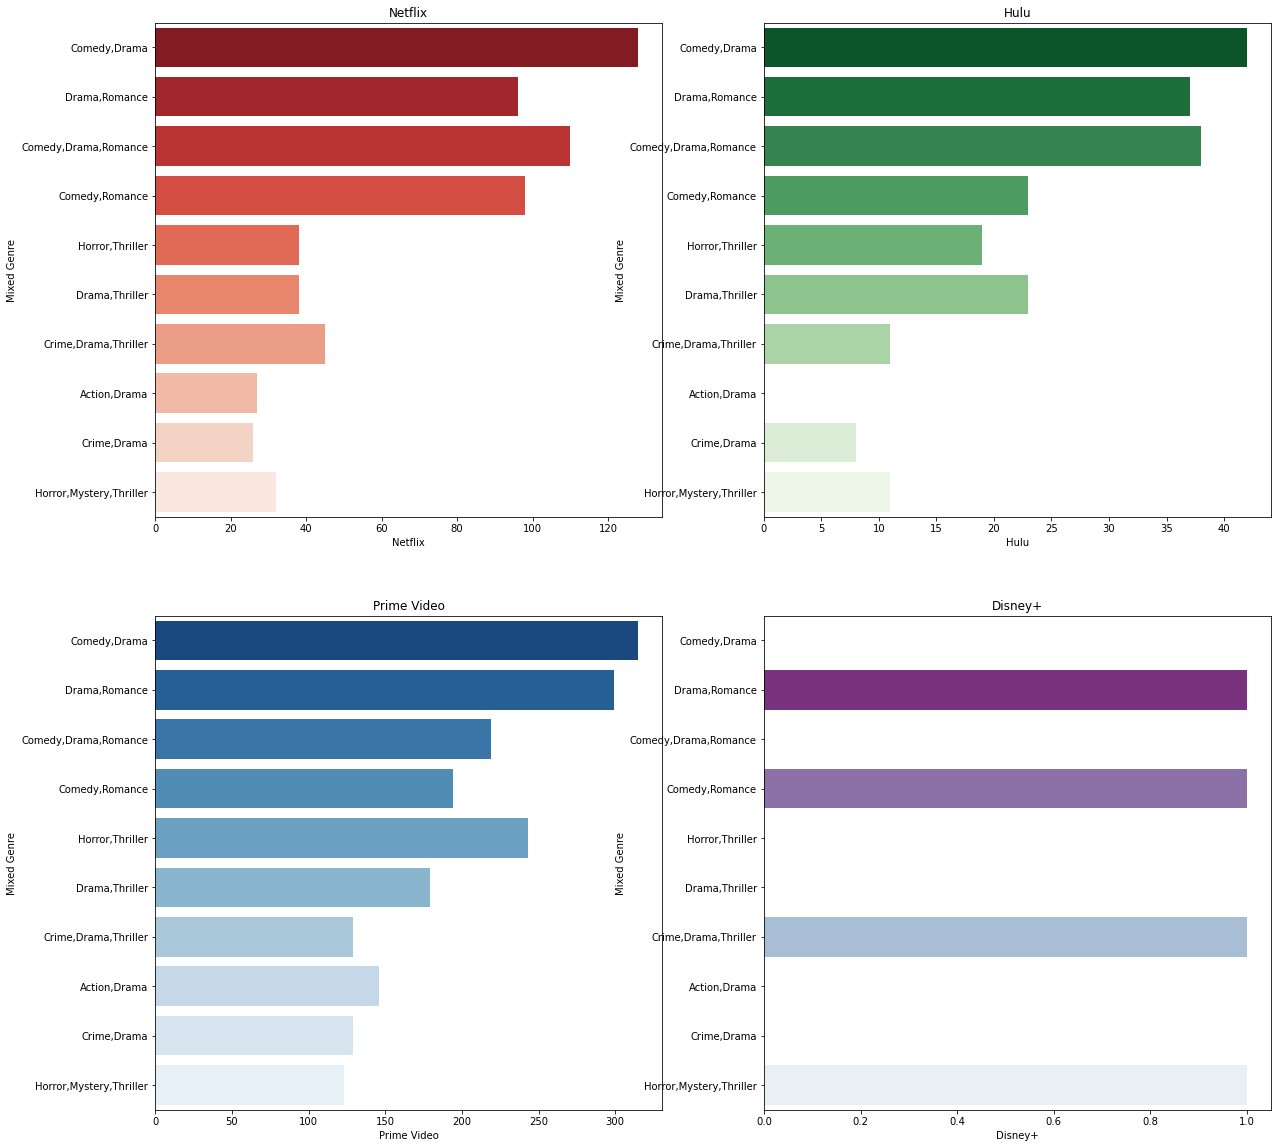 Netflix
Comedy,Drama
Drama,Romance
Comedy,Drama,Romance
Comedy,Romance
Horror,Thriller
Drama,Thriller
Crime,Drama,Thriller
Action,Drama
Crime,Drama
Horror,Mystery,Thriller
Mixed Genre
0 20 40 60 80 100 120
Netflix
Hulu
Comedy,Drama
Drama,Romance
Comedy,Drama,Romance
Comedy,Romance
Horror,Thriller
Drama,Thriller
Crime,Drama,Thriller
Action,Drama
Crime,Drama
Horror,Mystery,Thriller
Mixed Genre
0 5 10 15 20 25 30 35 40
Hulu
Prime Video
Comedy,Drama
Drama,Romance
Comedy,Drama,Romance
Comedy,Romance
Horror,Thriller
Drama,Thriller
Crime,Drama,Thriller
Action,Drama
Crime,Drama
Horror,Mystery,Thriller
Mixed Genre
0 50 100 150 200 250 300
Prime Video
Disney+
Comedy,Drama
Drama,Romance
Comedy,Drama,Romance
Comedy,Romance
Horror,Thriller
Drama,Thriller
Crime,Drama,Thriller
Action,Drama
Crime,Drama
Horror,Mystery,Thriller
Mixed Genre
0.0 0.2 0.4 0.6 0.8 1.0
Disney+